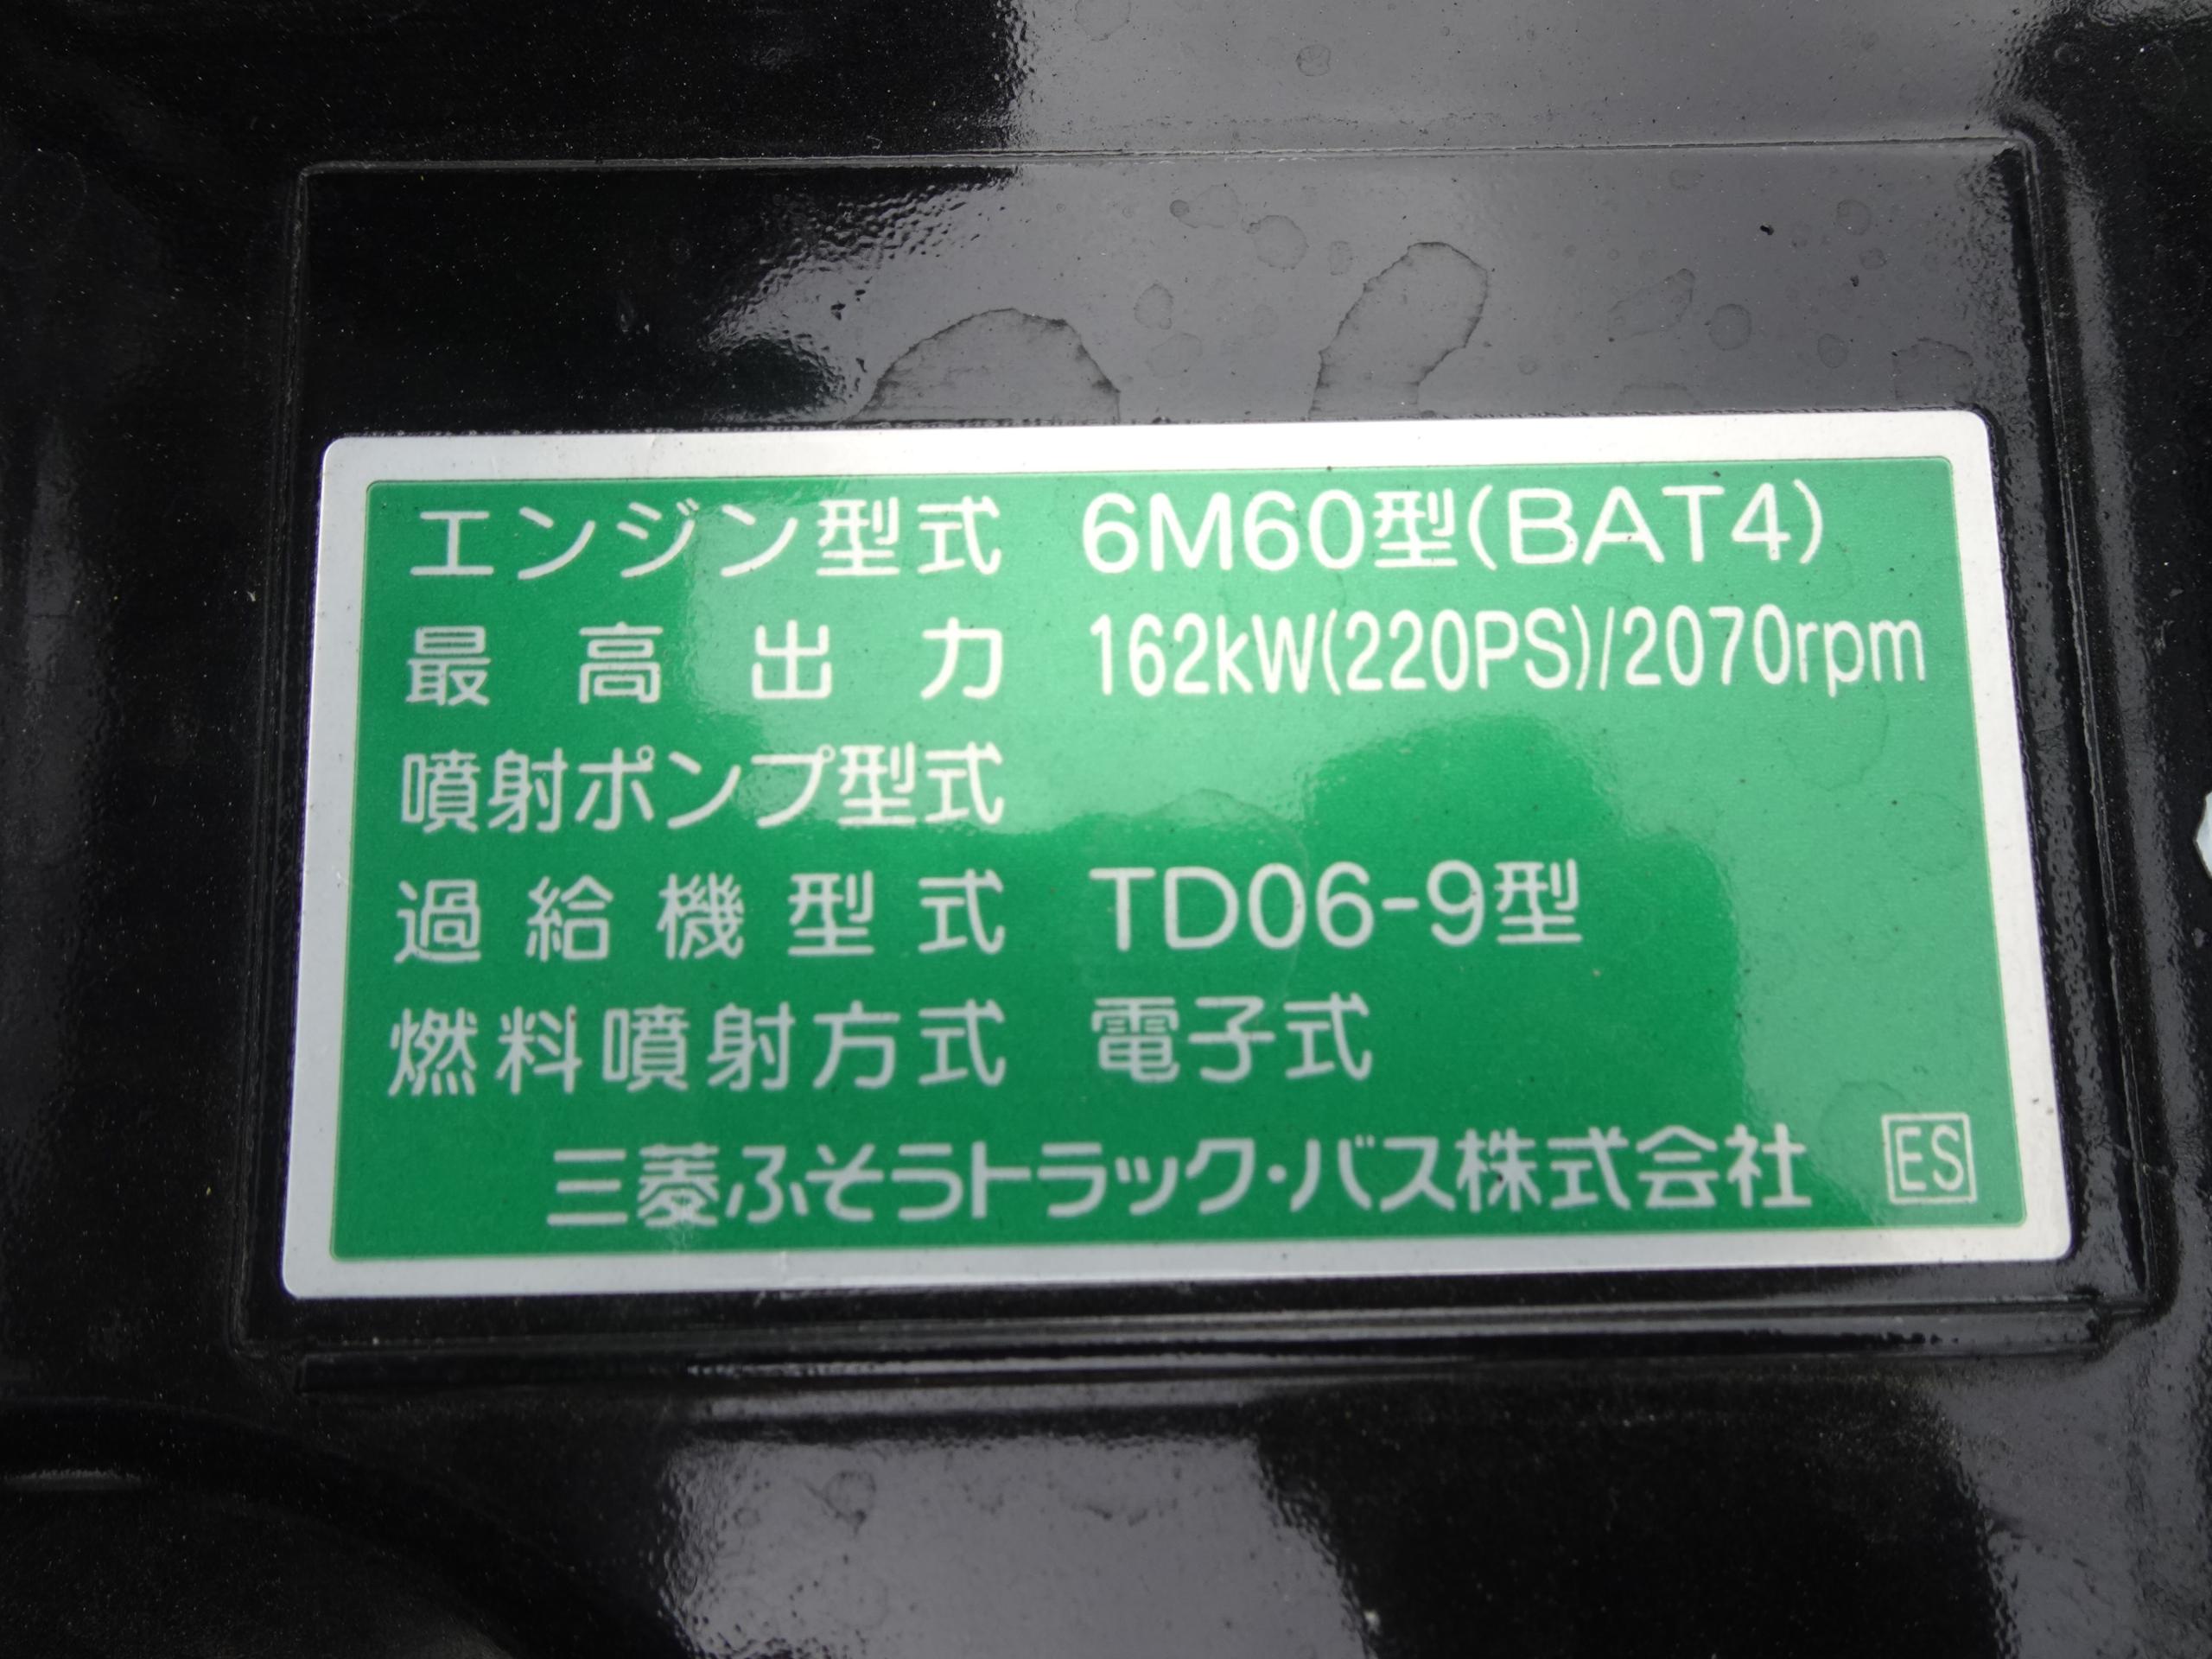 エンジン型式 6M60型(BAT4)
最高出力 162kW(220PS)/2070rpm
噴射ポンプ型式
過給機型式 TD06-9型
燃料噴射方式 電子式
三菱ふそうトラック・バス株式会社 ES